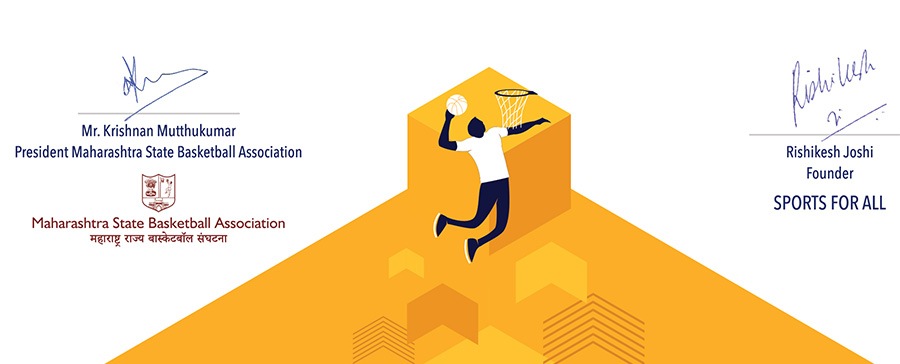 Mr. Krishnan Mutthukumar
President Maharashtra State Basketball Association
Maharashtra State Basketball Association
महाराष्ट्र राज्य बास्केटबॉल संघटना
Rishikesh
Rishikesh Joshi
Founder
SPORTS FOR ALL